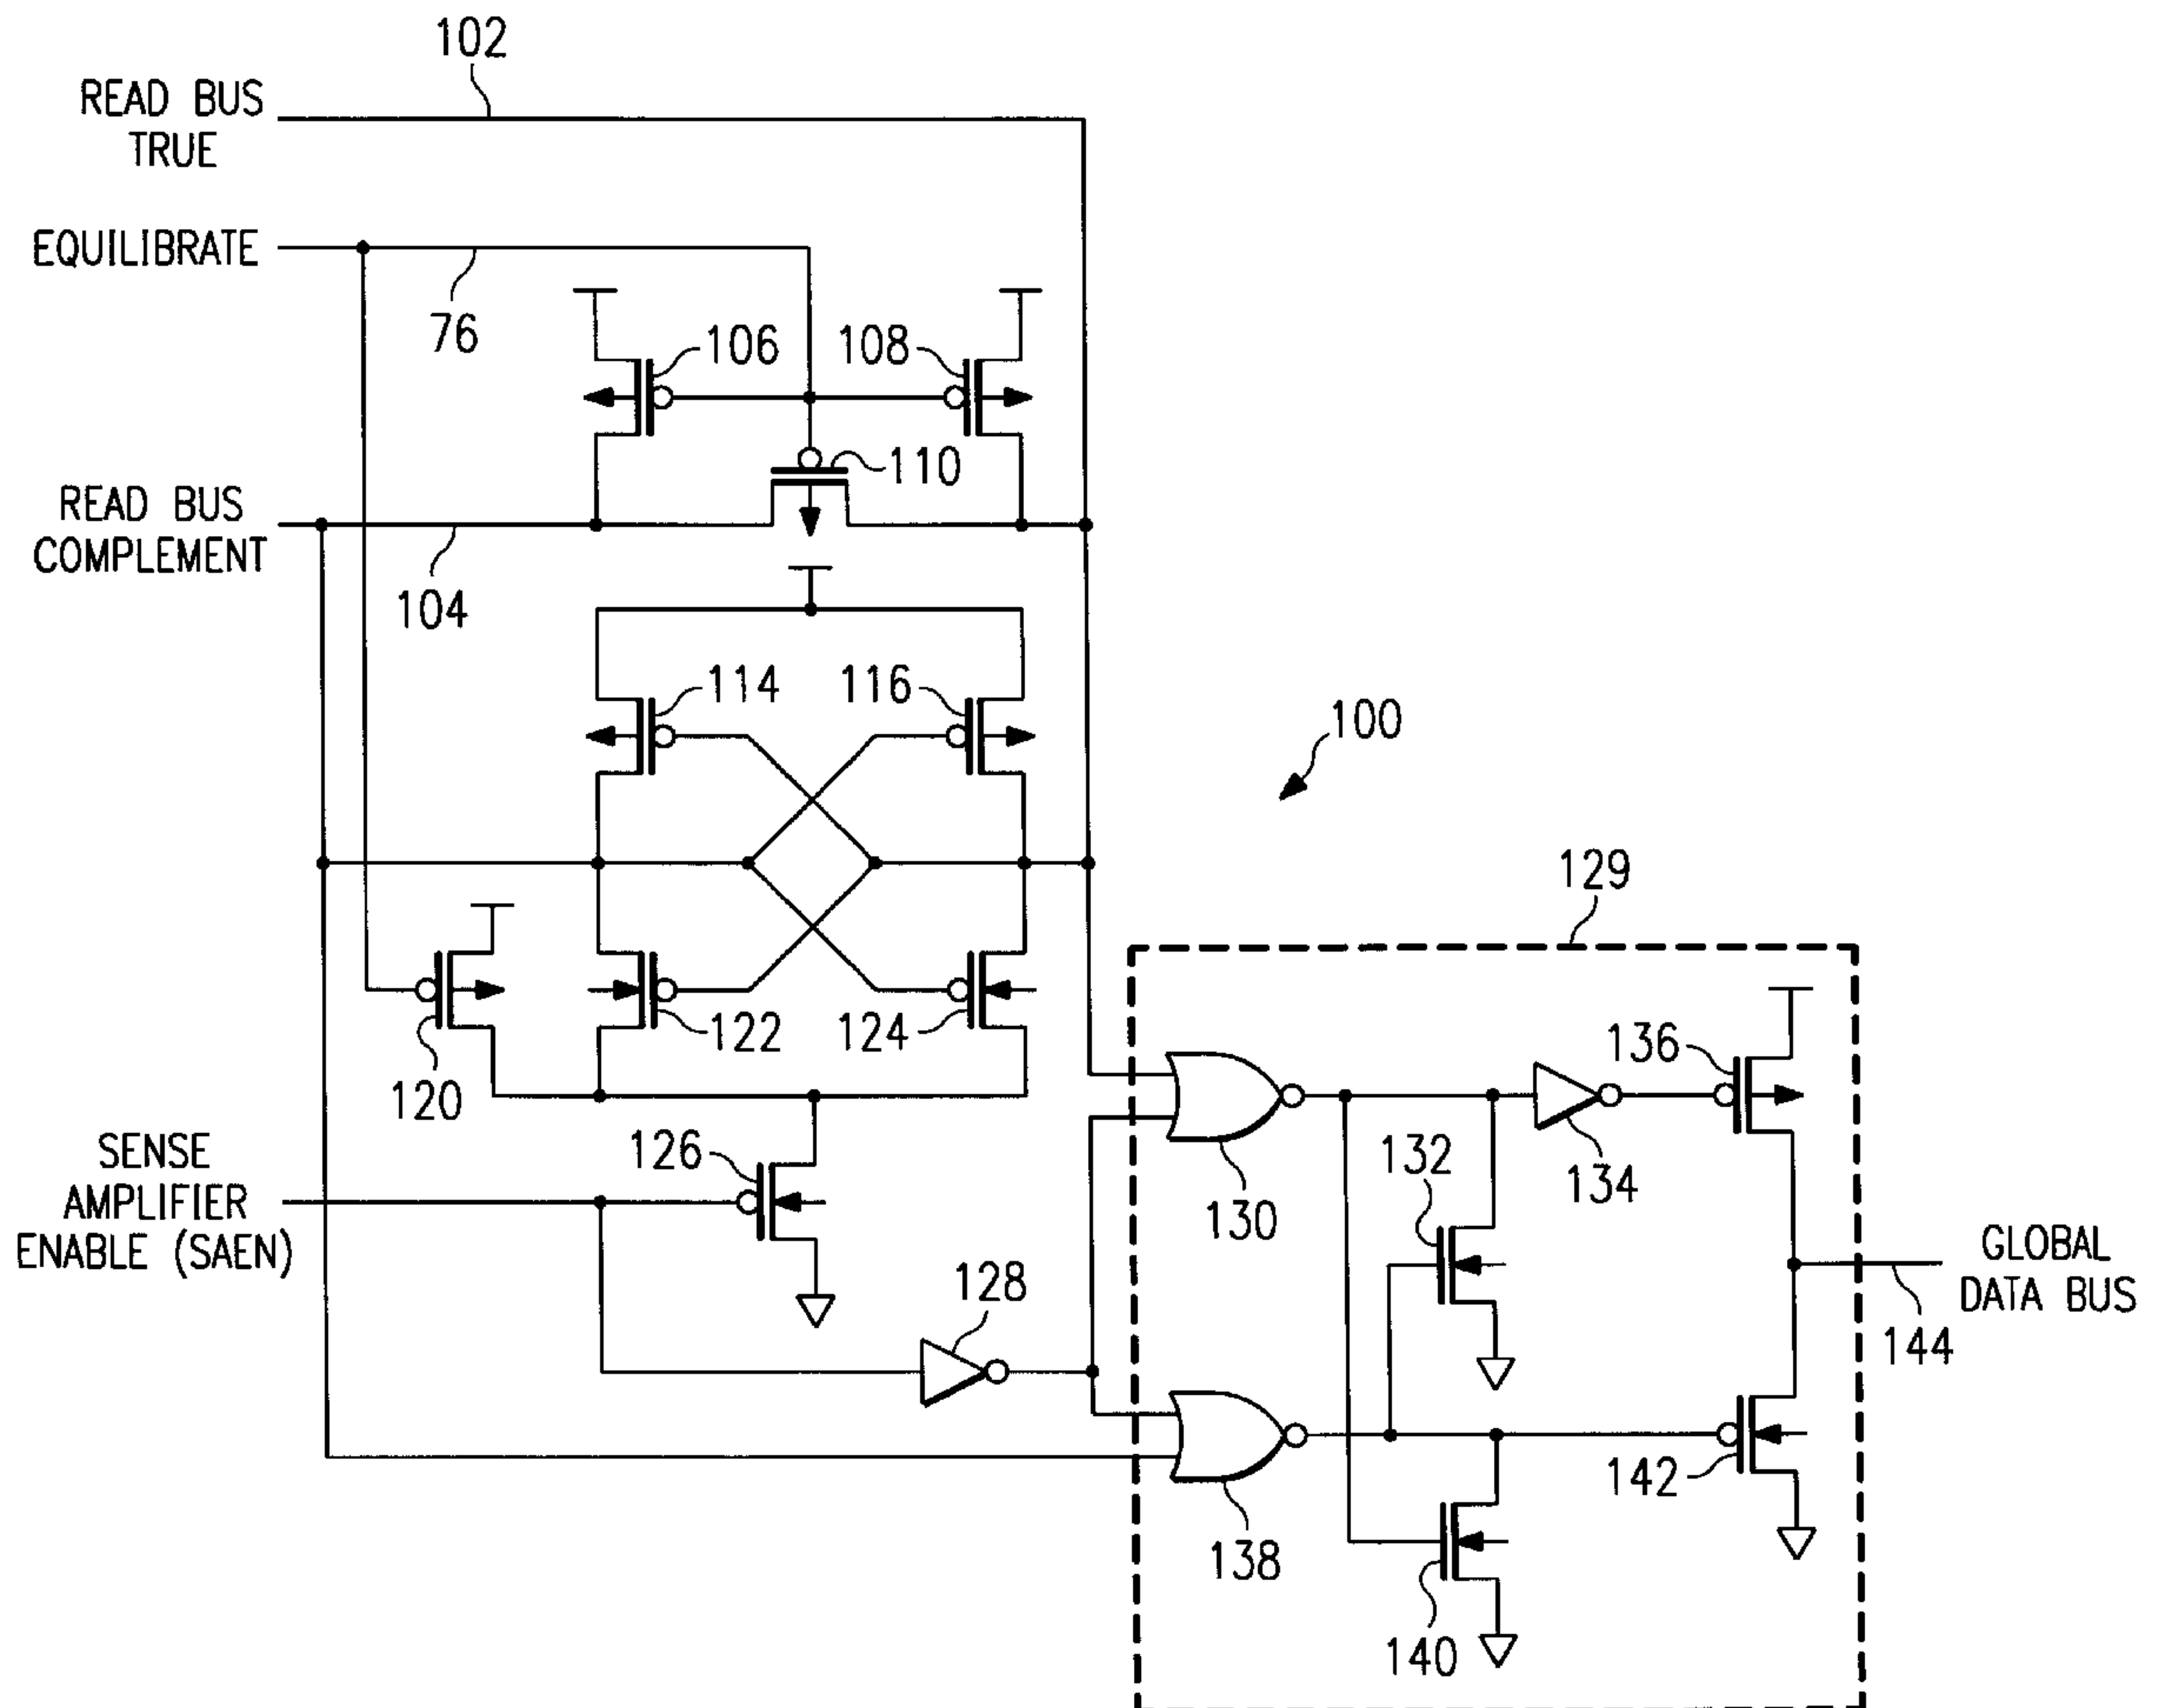 102
READ BUS
TRUE
EQUILIBRATE
76
106
108
110
READ BUS
COMPLEMENT
104
114
116
100
129
120
122
124
136
SENSE
AMPLIFIER
ENABLE (SAEN)
126
130
132
134
128
GLOBAL
DATA BUS
144
138
142
140